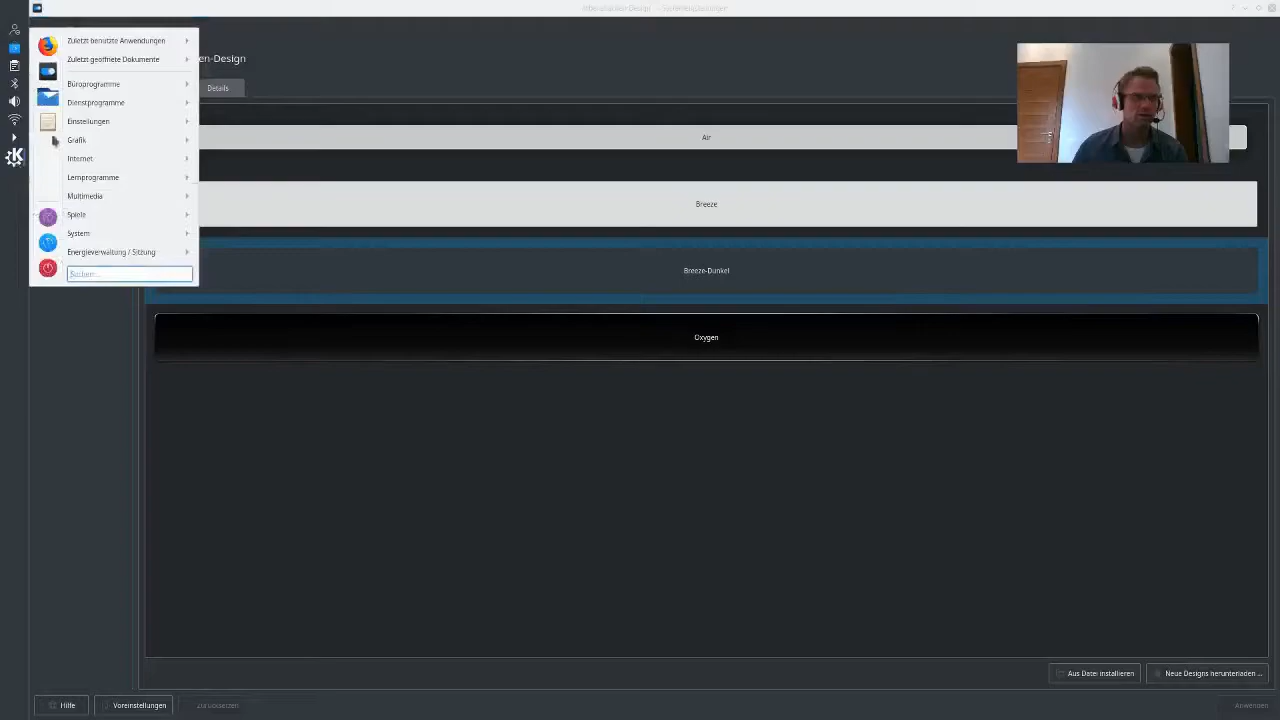 Zuletzt benutzte Anwendungen
Zuletzt geöffnete Dokumente
Büroprogramme
Dienstprogramme
Einstellungen
Grafik
Internet
Lernprogramme
Multimedia
Spiele
System
Energieverwaltung / Sitzung
Suchen...
en-Design
Details
Air
Breeze
Breeze-Dunkel
Oxygen
Aus Datei installieren
Neue Designs herunterladen ...
Hilfe
Voreinstellungen
Zurücksetzen
Anwenden